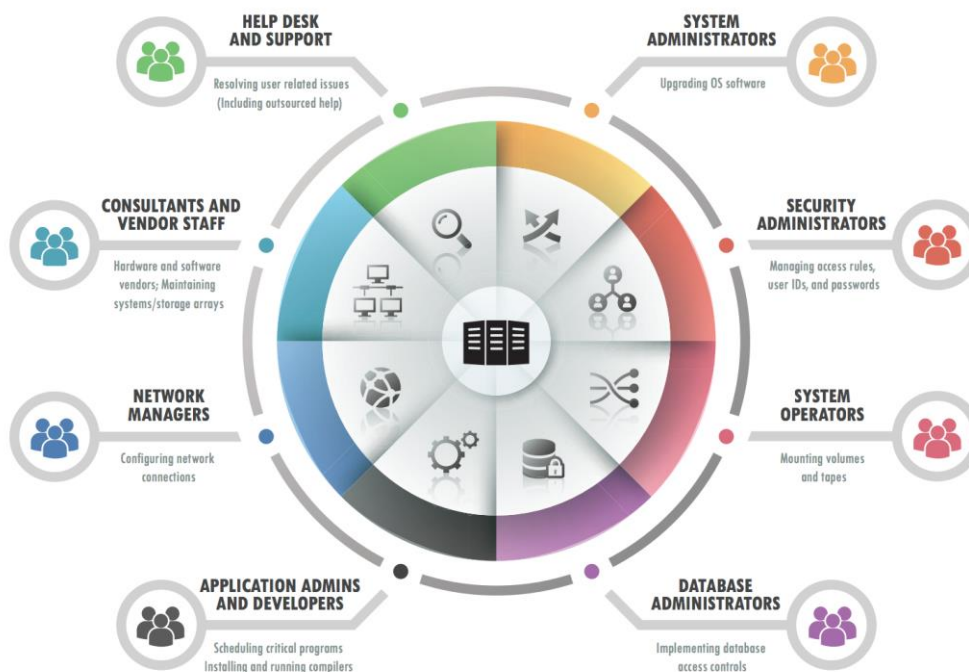 HELP DESK
AND SUPPORT
Resolving user related issues
(Including outsourced help)
SYSTEM
ADMINISTRATORS
Upgrading OS software
CONSULTANTS AND
VENDOR STAFF
Hardware and software
vendors; Maintaining
systems/storage arrays
SECURITY
ADMINISTRATORS
Managing access rules,
user IDs, and passwords
NETWORK
MANAGERS
Configuring network
connections
SYSTEM
OPERATORS
Mounting volumes
and tapes
APPLICATION ADMINS
AND DEVELOPERS
Scheduling critical programs
Installing and running compilers
DATABASE
ADMINISTRATORS
Implementing database
access controls